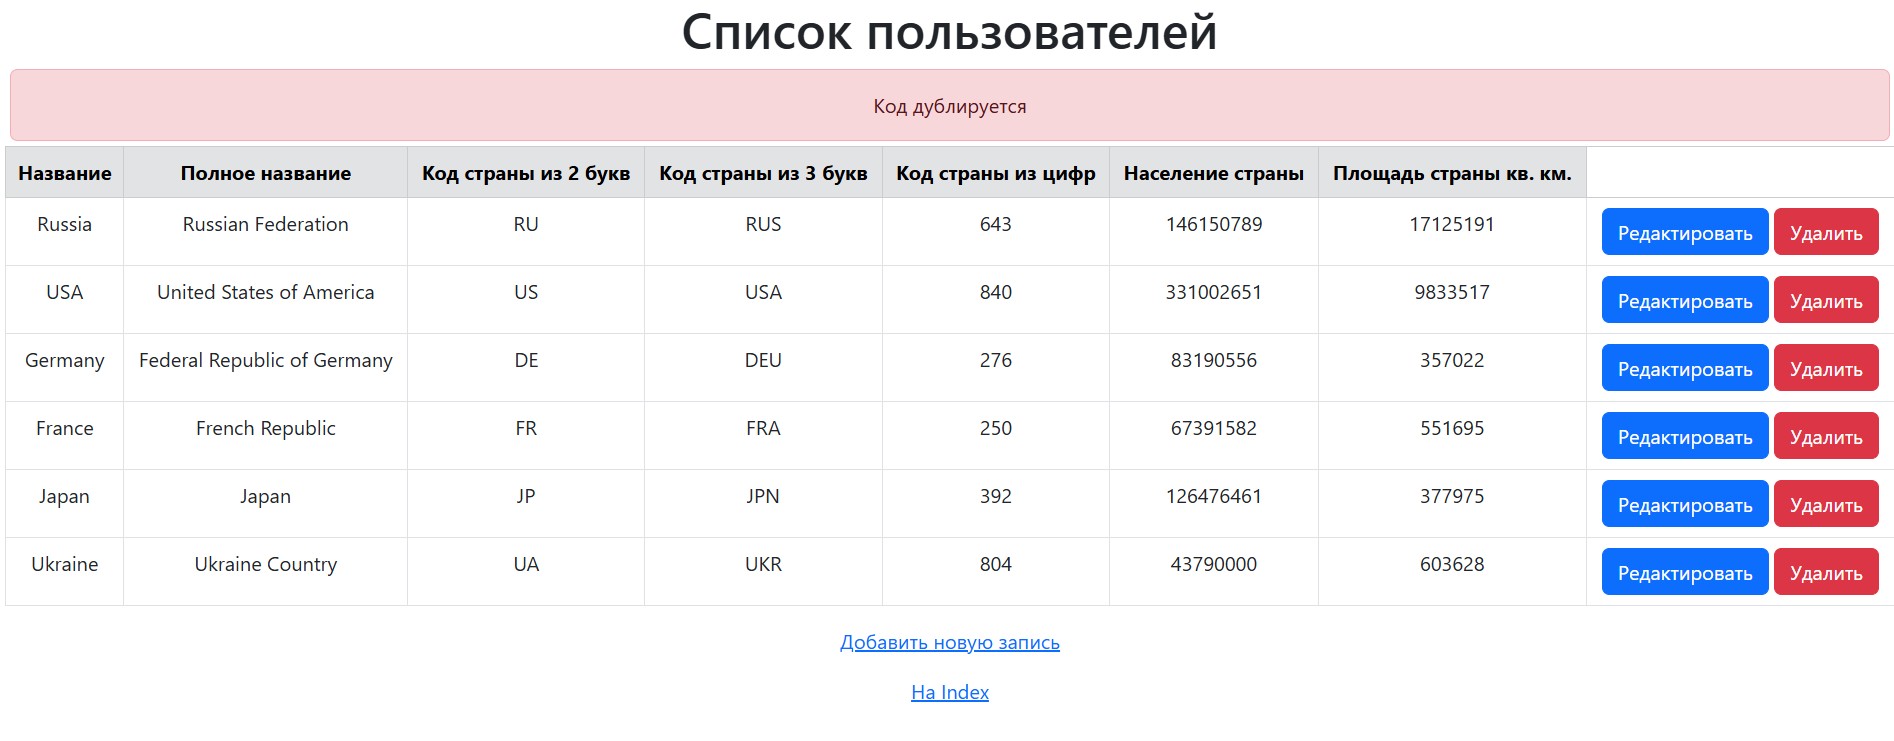 Список пользователей
Код дублируется
Название Полное название Код страны из 2 букв Код страны из 3 букв Код страны из цифр Население страны Площадь страны кв. км.
Russia Russian Federation RU RUS 643 146150789 17125191 Редактировать Удалить
USA United States of America US USA 840 331002651 9833517 Редактировать Удалить
Germany Federal Republic of Germany DE DEU 276 83190556 357022 Редактировать Удалить
France French Republic FR FRA 250 67391582 551695 Редактировать Удалить
Japan Japan JP JPN 392 126476461 377975 Редактировать Удалить
Ukraine Ukraine Country UA UKR 804 43790000 603628 Редактировать Удалить
Добавить новую запись
На Index